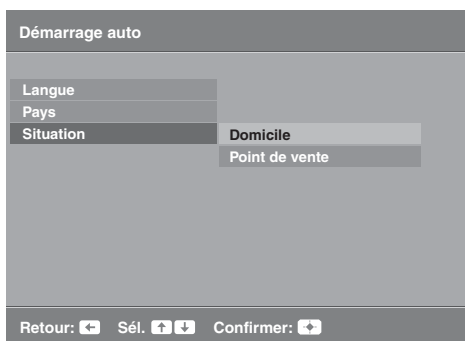 Démarrage auto
Langue
Pays
Situation
Domicile
Point de vente
Retour: Sél. Confirmer: